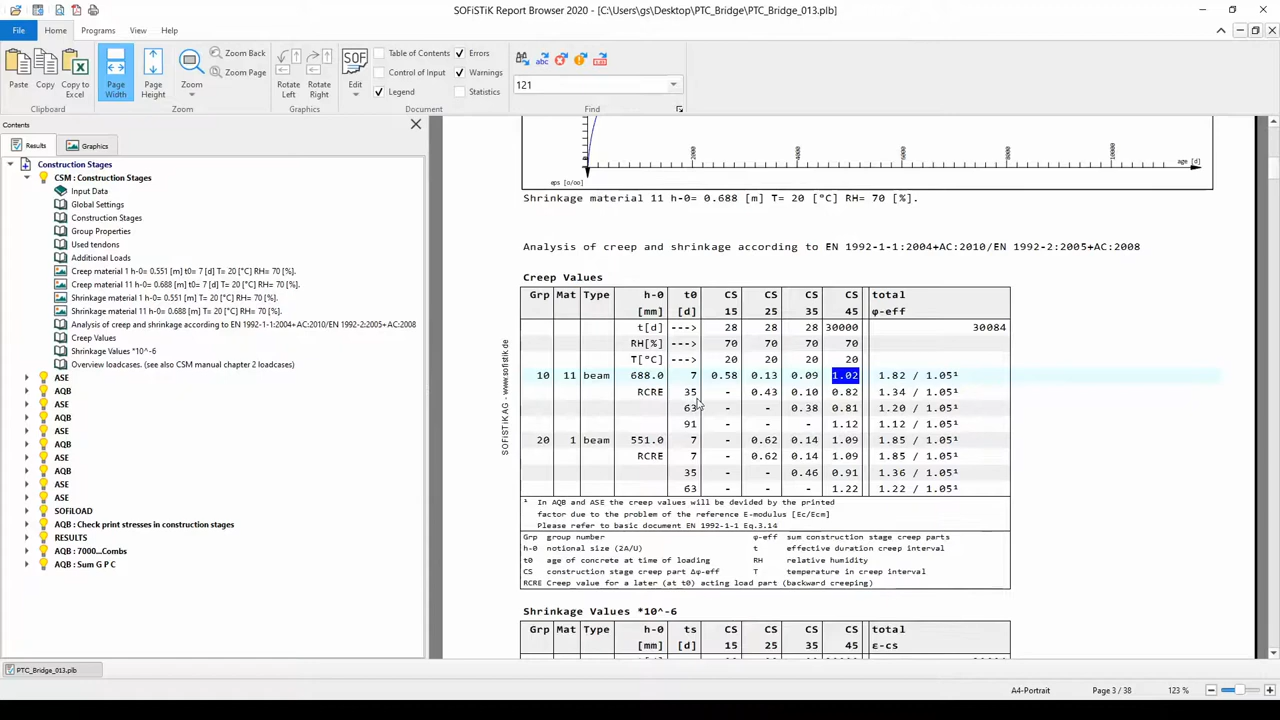 SOFiSTiK Report Browser 2020 - [C:\Users\gs\Desktop\PTC_Bridge\PTC_Bridge_013.plb]
File Home Programs View Help
Paste Copy Copy to Excel
Page Width Page Height
Zoom Zoom Back Zoom Page
Rotate Left Rotate Right
SOF Edit
Table of Contents Errors
Control of Input Warnings
Legend Statistics
abc
121
Clipboard Zoom Graphics Document Find
Contents
Results Graphics
Construction Stages
CSM : Construction Stages
Input Data
Global Settings
Construction Stages
Group Properties
Used tendons
Additional Loads
Creep material 1 h-0= 0.551 [m] t0= 7 [d] T= 20 [°C] RH= 70 [%].
Creep material 11 h-0= 0.688 [m] t0= 7 [d] T= 20 [°C] RH= 70 [%].
Shrinkage material 1 h-0= 0.551 [m] T= 20 [°C] RH= 70 [%].
Shrinkage material 11 h-0= 0.688 [m] T= 20 [°C] RH= 70 [%].
Analysis of creep and shrinkage according to EN 1992-1-1:2004+AC:2010/EN 1992-2:2005+AC:2008
Creep Values
Shrinkage Values *10^-6
Overview loadcases. (see also CSM manual chapter 2 loadcases)
ASE
AQB
ASE
AQB
ASE
AQB
ASE
AQB
ASE
ASE
SOFiLOAD
AQB : Check print stresses in construction stages
RESULTS
AQB : 7000...Combs
AQB : Sum G P C
2000 4000 6000 8000 10000 age [d]
eps [o/oo]
Shrinkage material 11 h-0= 0.688 [m] T= 20 [°C] RH= 70 [%].
Analysis of creep and shrinkage according to EN 1992-1-1:2004+AC:2010/EN 1992-2:2005+AC:2008
SOFiSTiK AG - www.sofistik.de
Creep Values
Grp Mat Type h-0 t0 CS CS CS CS total
[mm] [d] 15 25 35 45 φ-eff
t[d] ---> 28 28 28 30000 30084
RH[%] ---> 70 70 70 70
T[°C] ---> 20 20 20 20
10 11 beam 688.0 7 0.58 0.13 0.09 1.02 1.82 / 1.05¹
RCRE 35 - 0.43 0.10 0.82 1.34 / 1.05¹
63 - - 0.38 0.81 1.20 / 1.05¹
91 - - - 1.12 1.12 / 1.05¹
20 1 beam 551.0 7 - 0.62 0.14 1.09 1.85 / 1.05¹
RCRE 7 - 0.62 0.14 1.09 1.85 / 1.05¹
35 - - 0.46 0.91 1.36 / 1.05¹
63 - - - 1.22 1.22 / 1.05¹
¹ In AQB and ASE the creep values will be devided by the printed
factor due to the problem of the reference E-modulus [Ec/Ecm]
Please refer to basic document EN 1992-1-1 Eq.3.14
Grp group number φ-eff sum construction stage creep parts
h-0 notional size (2A/U) t effective duration creep interval
t0 age of concrete at time of loading RH relative humidity
CS construction stage creep part Δφ-eff T temperature in creep interval
RCRE Creep value for a later (at t0) acting load part (backward creeping)
Shrinkage Values *10^-6
Grp Mat Type h-0 ts CS CS CS CS total
[mm] [d] 15 25 35 45 ε-cs
PTC_Bridge_013.plb
A4-Portrait Page 3 / 38 123 %